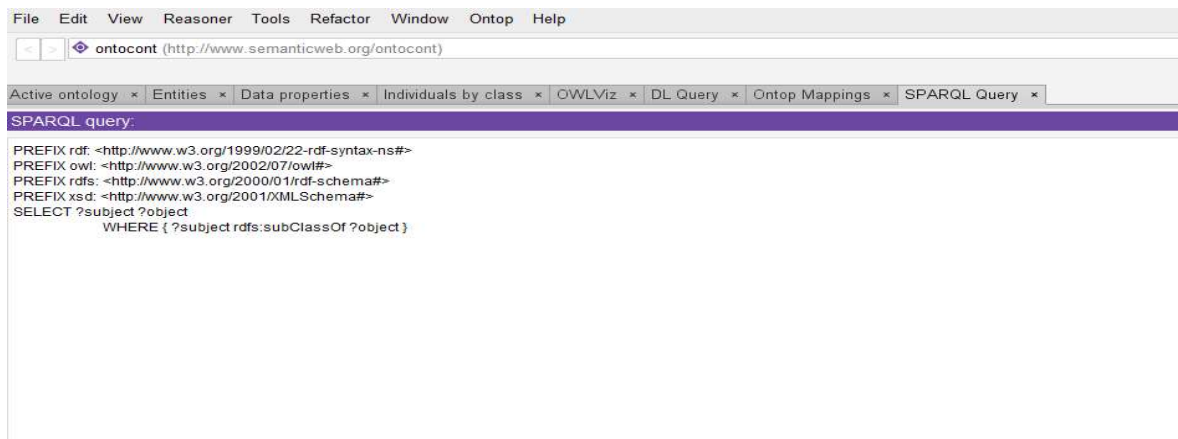 File Edit View Reasoner Tools Refactor Window Ontop Help
< > ontocont (http://www.semanticweb.org/ontocont)
Active ontology × Entities × Data properties × Individuals by class × OWLViz × DL Query × Ontop Mappings × SPARQL Query ×
SPARQL query:
PREFIX rdf: <http://www.w3.org/1999/02/22-rdf-syntax-ns#>
PREFIX owl: <http://www.w3.org/2002/07/owl#>
PREFIX rdfs: <http://www.w3.org/2000/01/rdf-schema#>
PREFIX xsd: <http://www.w3.org/2001/XMLSchema#>
SELECT ?subject ?object
WHERE { ?subject rdfs:subClassOf ?object }